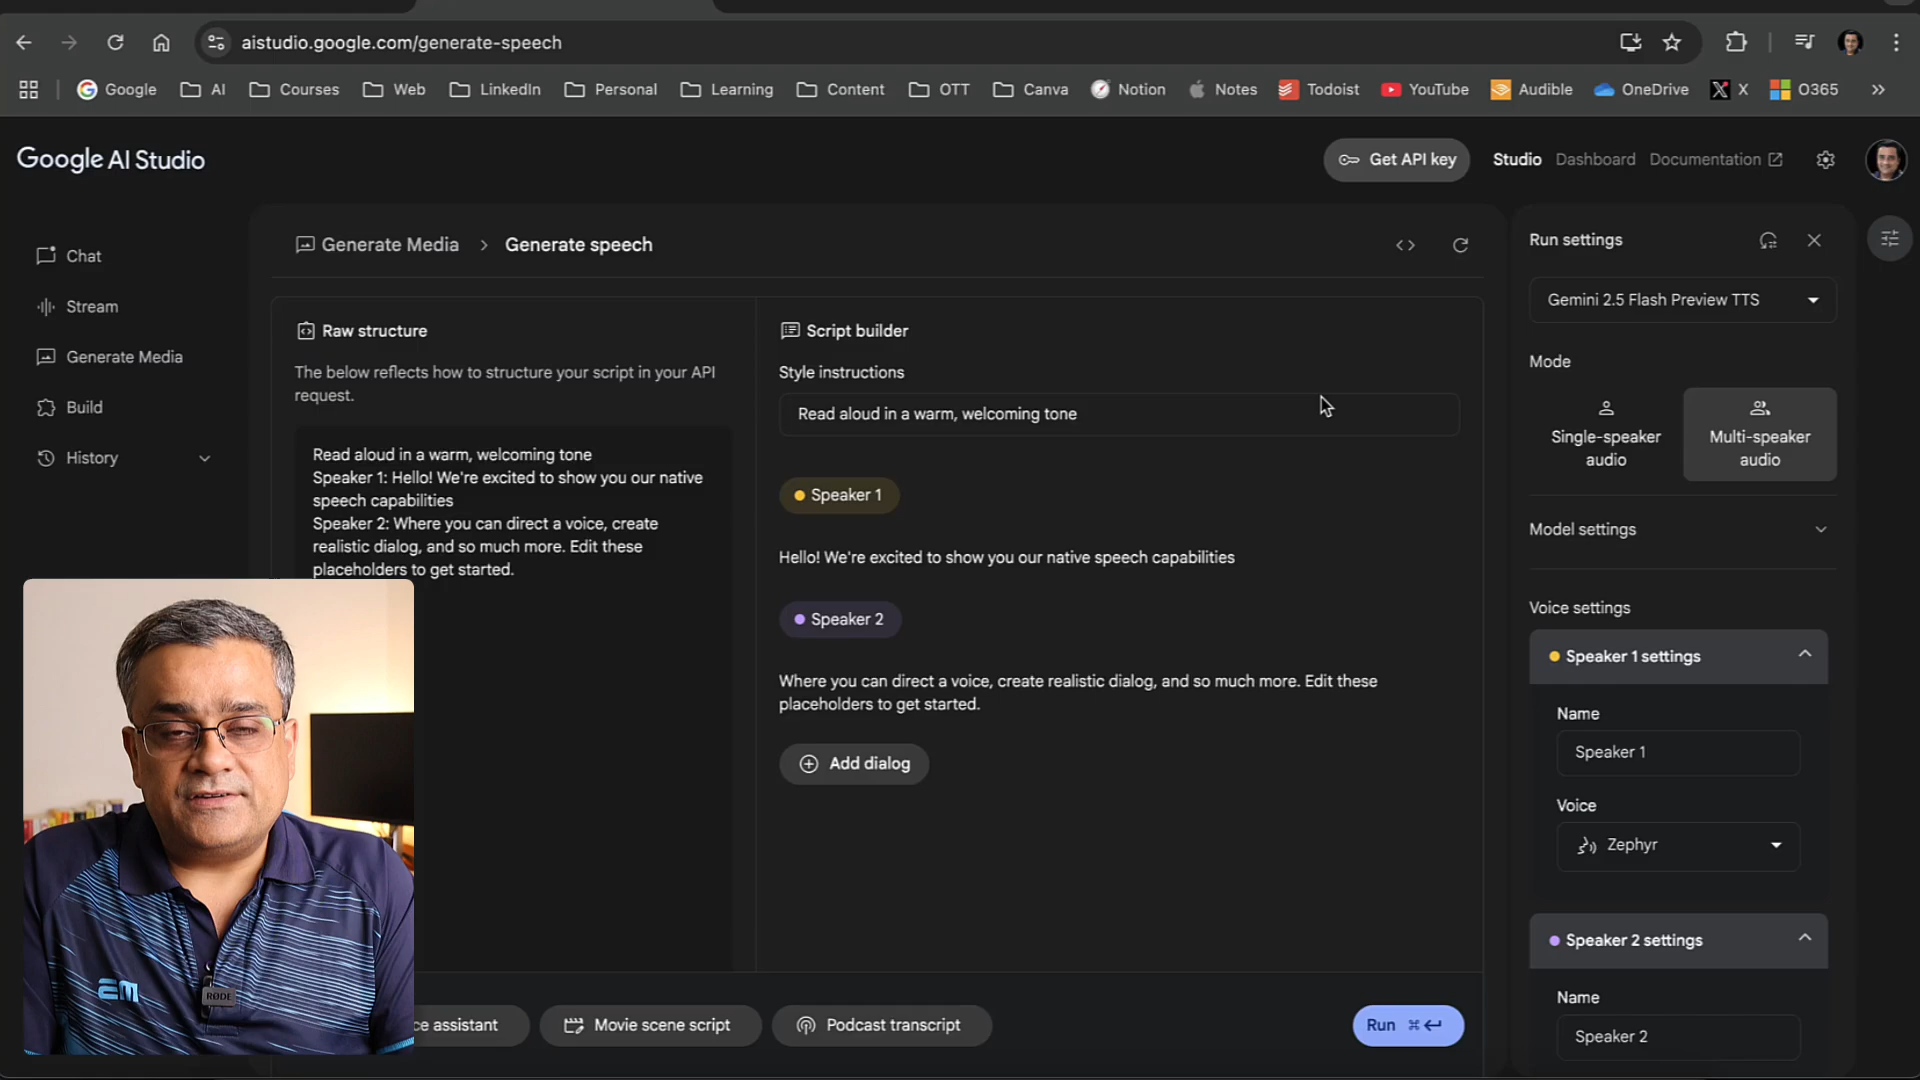 aistudio.google.com/generate-speech
Google
AI
Courses
Web
LinkedIn
Personal
Learning
Content
OTT
Canva
Notion
Notes
Todoist
YouTube
Audible
OneDrive
X
O365
Google AI Studio
Get API key
Studio
Dashboard
Documentation
Chat
Stream
Generate Media
Build
History
Generate Media > Generate speech
Raw structure
The below reflects how to structure your script in your API
request.
Read aloud in a warm, welcoming tone
Speaker 1: Hello! We're excited to show you our native
speech capabilities
Speaker 2: Where you can direct a voice, create
realistic dialog, and so much more. Edit these
placeholders to get started.
Script builder
Style instructions
Read aloud in a warm, welcoming tone
Speaker 1
Hello! We're excited to show you our native speech capabilities
Speaker 2
Where you can direct a voice, create realistic dialog, and so much more. Edit these
placeholders to get started.
Add dialog
ce assistant
Movie scene script
Podcast transcript
Run ⌘↵
Run settings
Gemini 2.5 Flash Preview TTS
Mode
Single-speaker
audio
Multi-speaker
audio
Model settings
Voice settings
Speaker 1 settings
Name
Speaker 1
Voice
Zephyr
Speaker 2 settings
Name
Speaker 2
RØDE